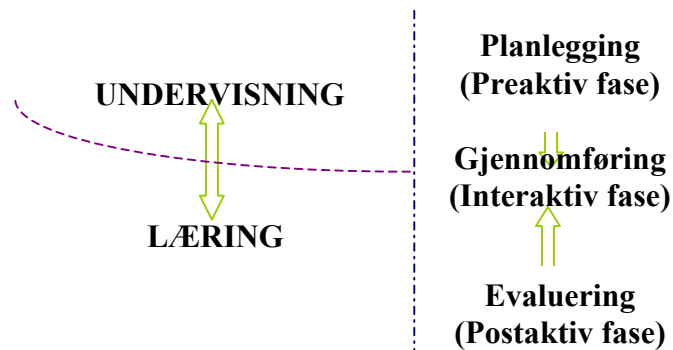 UNDERVISNING
LÆRING
Planlegging
(Preaktiv fase)
Gjennomføring
(Interaktiv fase)
Evaluering
(Postaktiv fase)